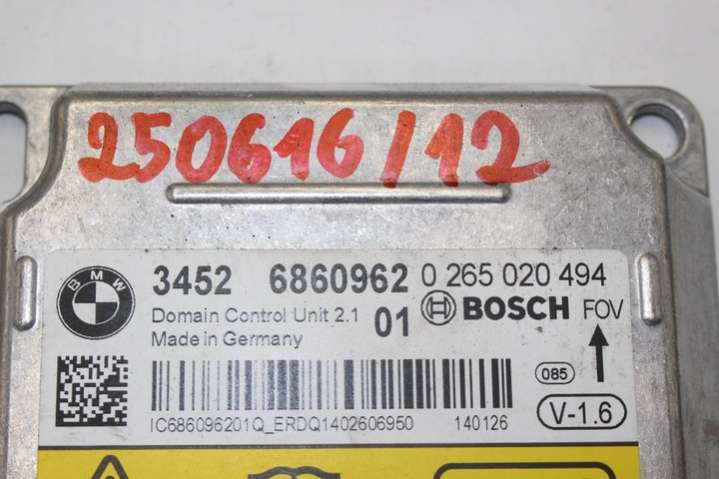 250616/12
BMW
3452 6860962 0 265 020 494
Domain Control Unit 2.1 01 BOSCH FOV
Made in Germany
085
V-1.6
IC686096201Q_ERDQ1402606950 140126